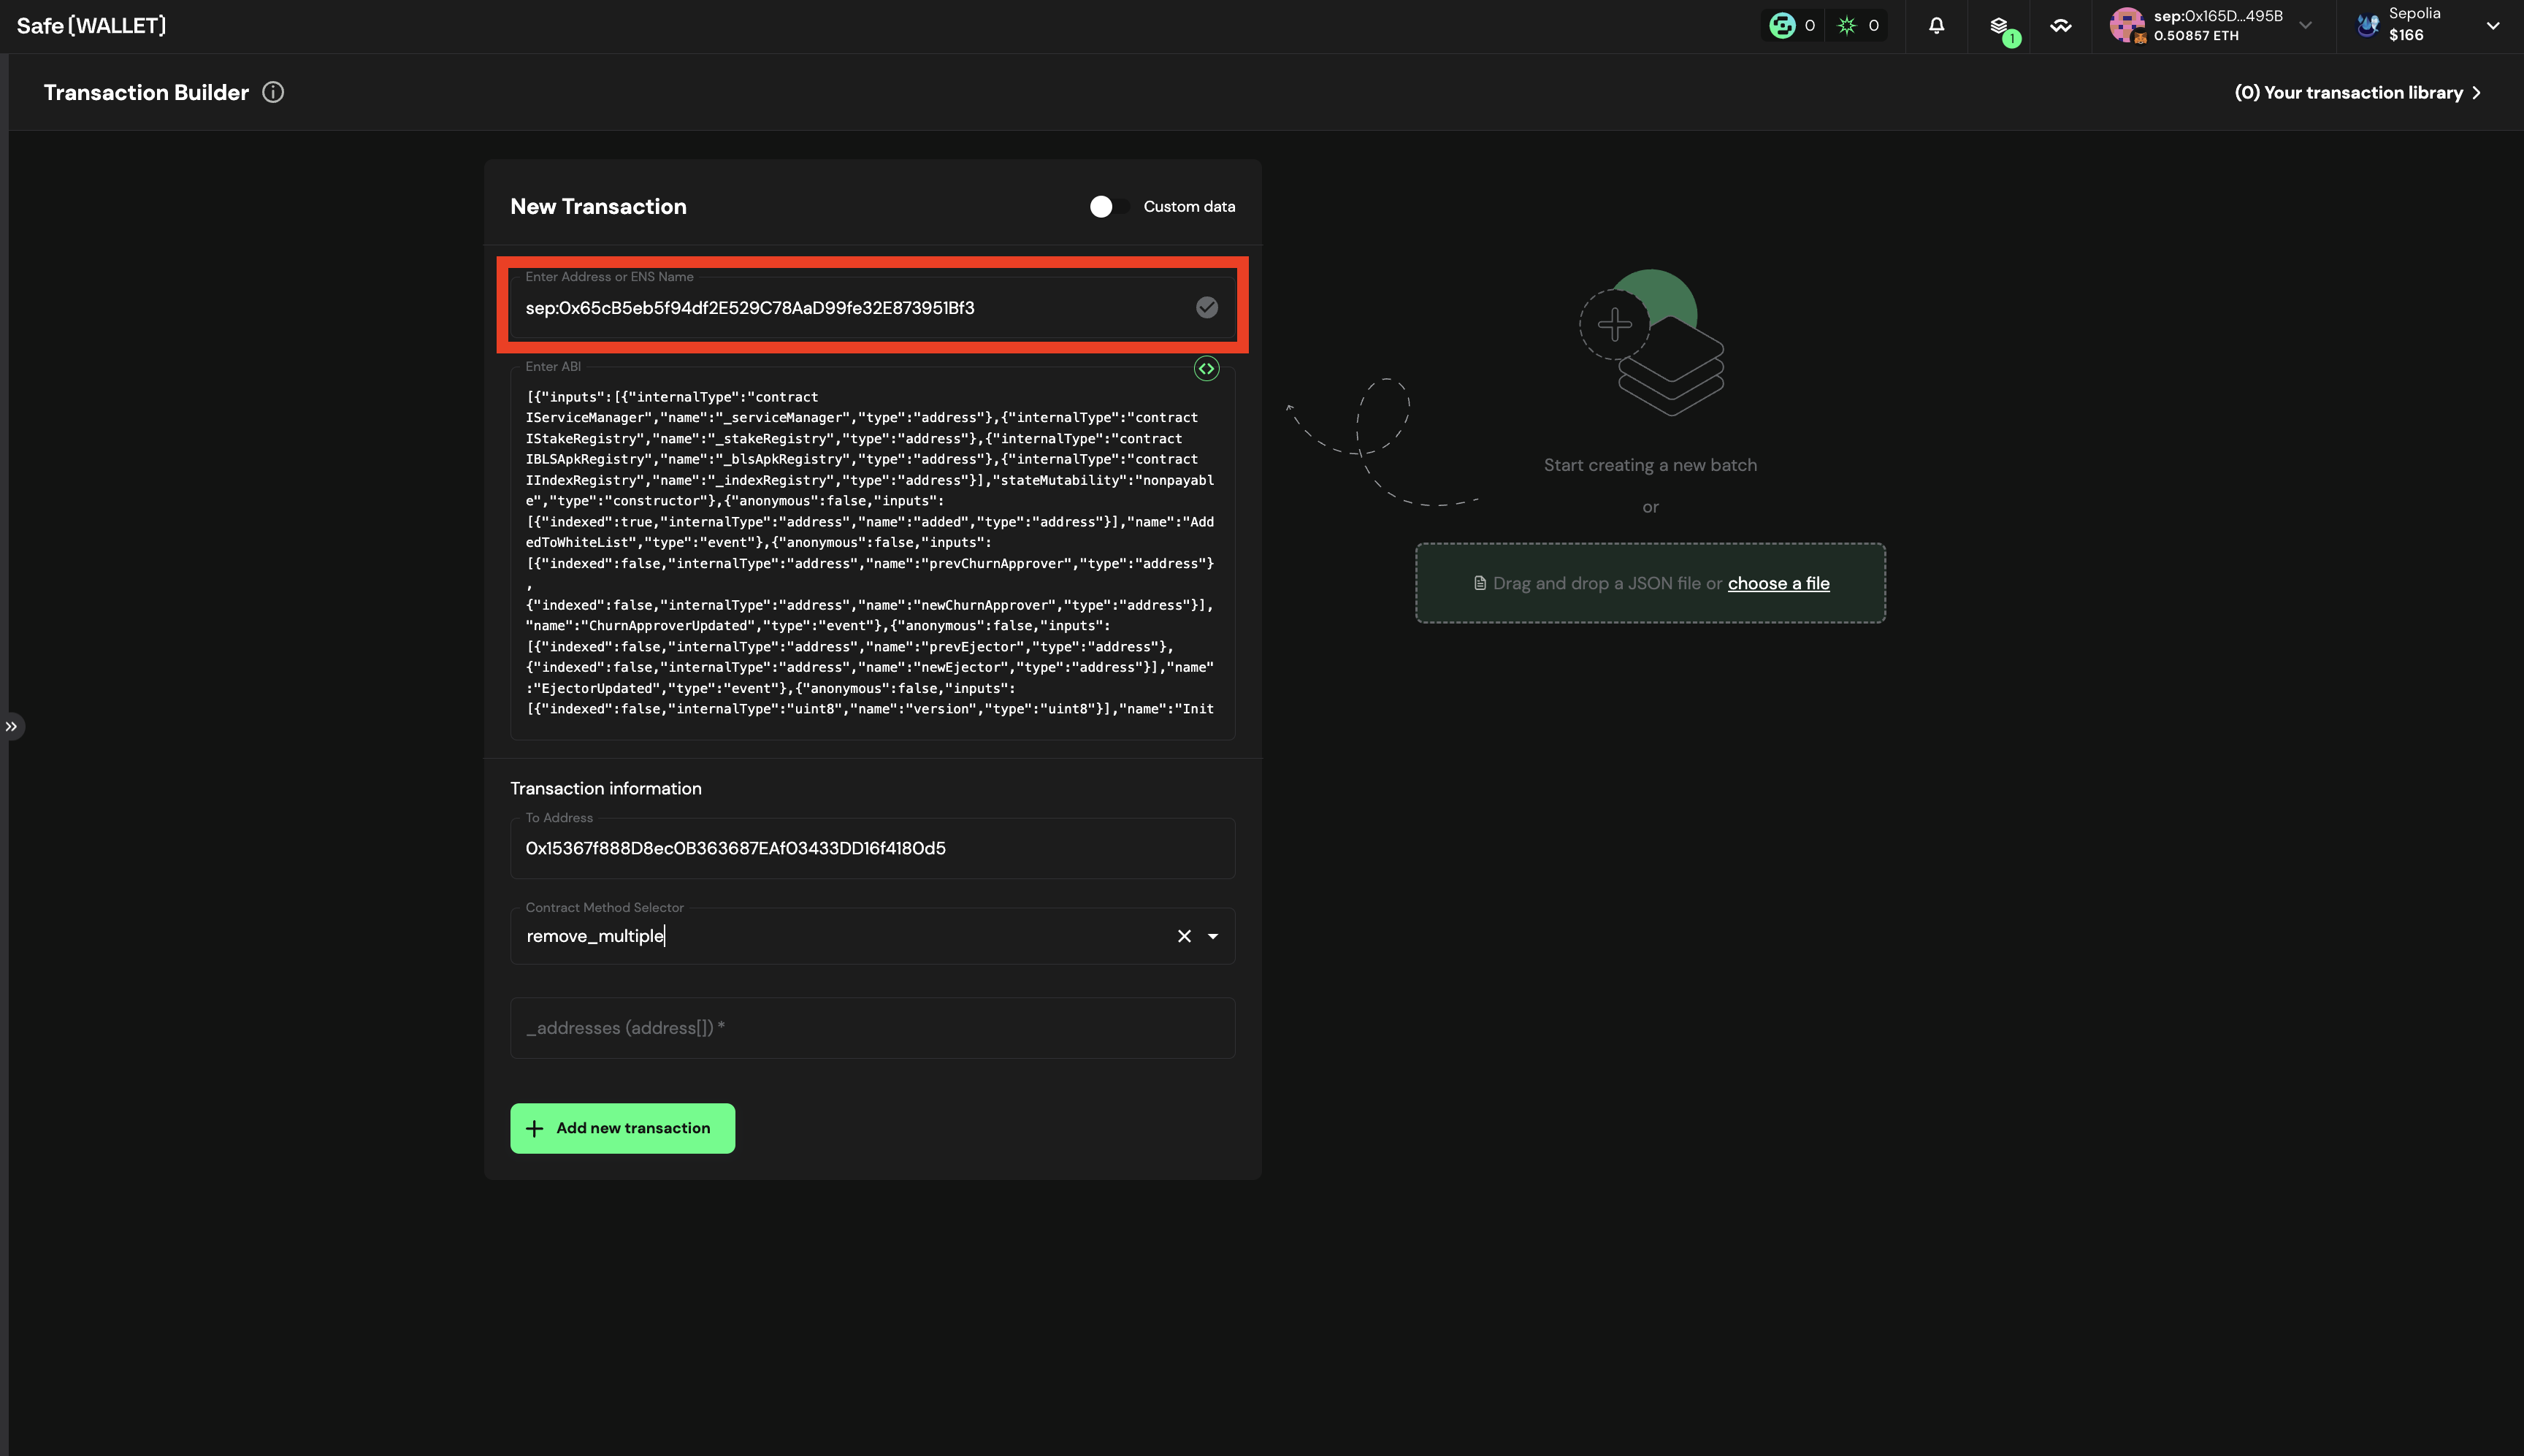 Safe{WALLET}
0
0
1
sep:0x165D...495B
0.50857 ETH
Sepolia
$166
Transaction Builder
(0) Your transaction library
New Transaction
Custom data
Enter Address or ENS Name
sep:0x65cB5eb5f94df2E529C78AaD99fe32E873951Bf3
Enter ABI
[{"inputs":[{"internalType":"contract
IServiceManager","name":"_serviceManager","type":"address"},{"internalType":"contract
IStakeRegistry","name":"_stakeRegistry","type":"address"},{"internalType":"contract
IBLSApkRegistry","name":"_blsApkRegistry","type":"address"},{"internalType":"contract
IIndexRegistry","name":"_indexRegistry","type":"address"}],"stateMutability":"nonpayabl
e","type":"constructor"},{"anonymous":false,"inputs":
[{"indexed":true,"internalType":"address","name":"added","type":"address"}],"name":"Add
edToWhiteList","type":"event"},{"anonymous":false,"inputs":
[{"indexed":false,"internalType":"address","name":"prevChurnApprover","type":"address"}
,
{"indexed":false,"internalType":"address","name":"newChurnApprover","type":"address"}],
"name":"ChurnApproverUpdated","type":"event"},{"anonymous":false,"inputs":
[{"indexed":false,"internalType":"address","name":"prevEjector","type":"address"},
{"indexed":false,"internalType":"address","name":"newEjector","type":"address"}],"name"
:"EjectorUpdated","type":"event"},{"anonymous":false,"inputs":
[{"indexed":false,"internalType":"uint8","name":"version","type":"uint8"}],"name":"Init
Transaction information
To Address
0x15367f888D8ec0B363687EAf03433DD16f4180d5
Contract Method Selector
remove_multiple
_addresses (address[]) *
Add new transaction
Start creating a new batch
or
Drag and drop a JSON file or choose a file